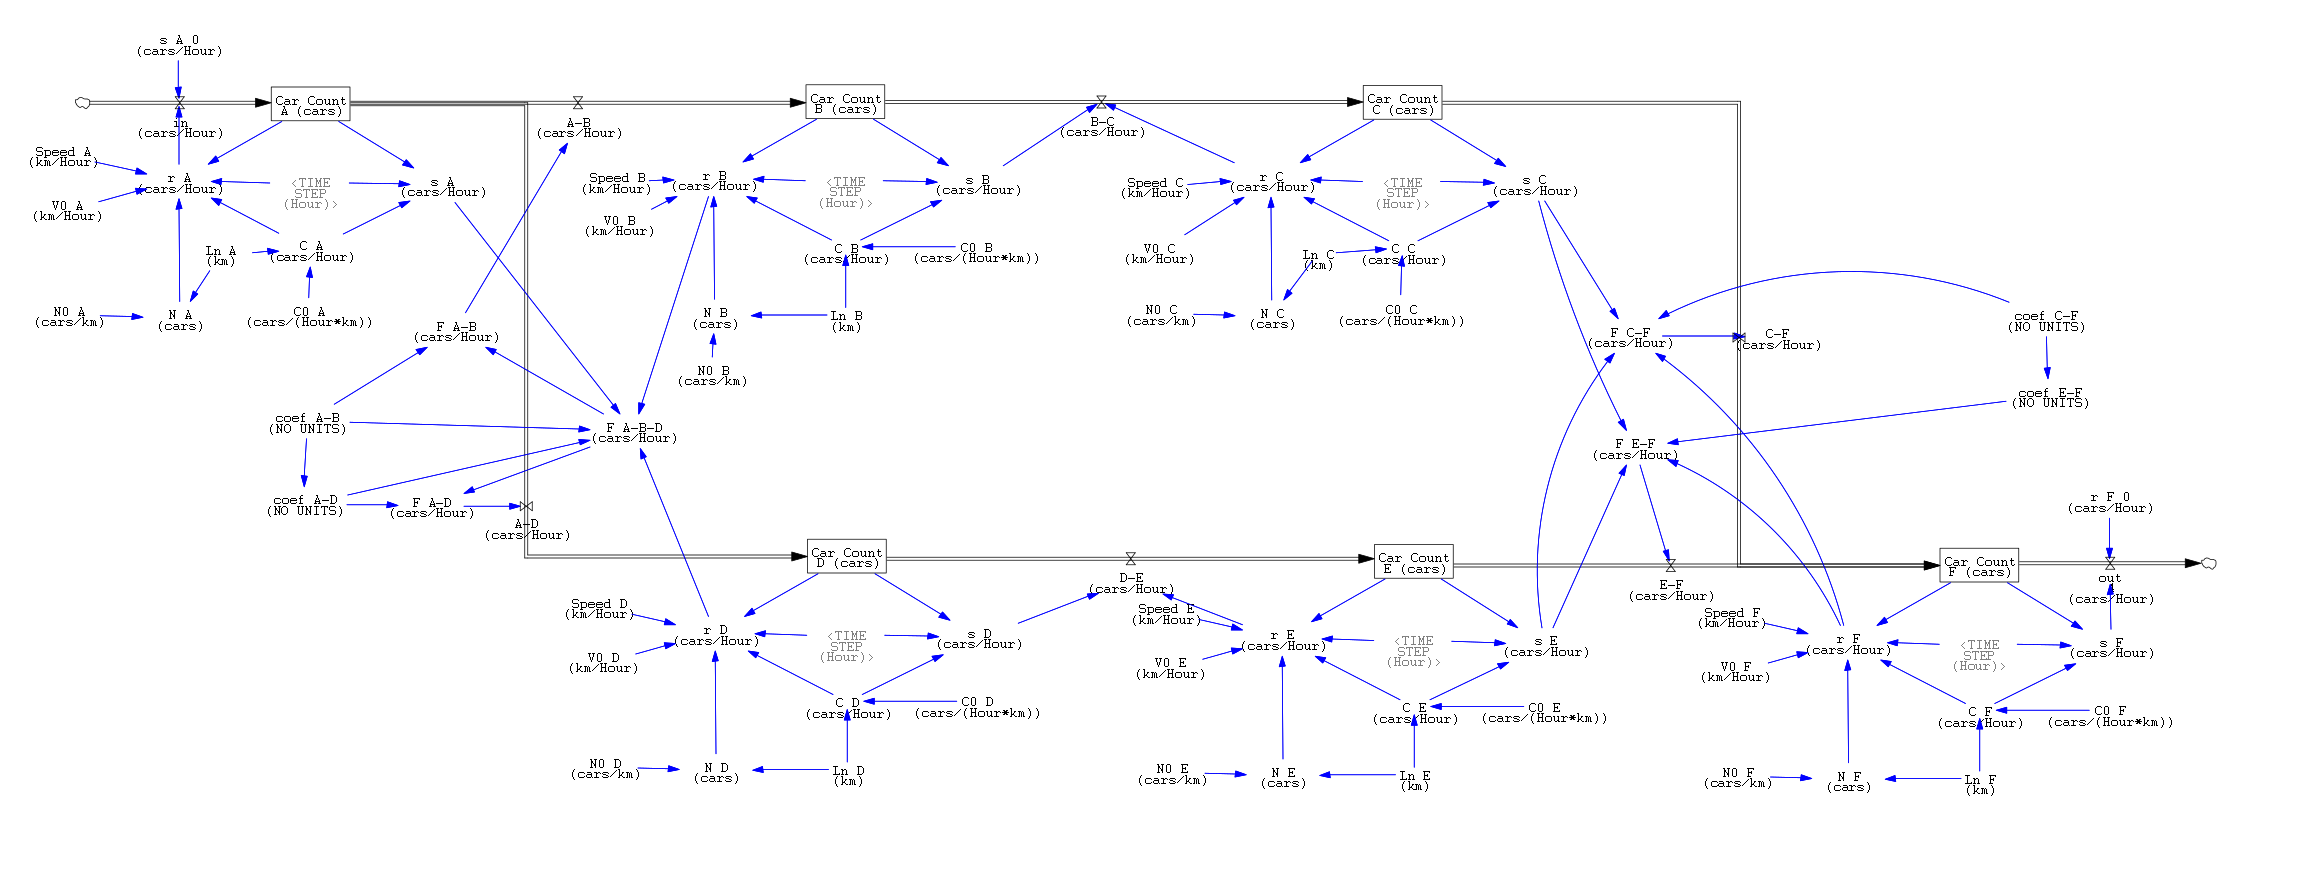 s A 0
(cars/Hour)
Car Count
A (cars)
in
(cars/Hour)
Speed A
(km/Hour)
r A
(cars/Hour)
<TIME
STEP
(Hour)>
s A
(cars/Hour)
V0 A
(km/Hour)
Ln A
(km)
C A
(cars/Hour)
N0 A
(cars/km)
N A
(cars)
C0 A
(cars/(Hour*km))
A-B
(cars/Hour)
F A-B
(cars/Hour)
coef A-B
(NO UNITS)
F A-B-D
(cars/Hour)
coef A-D
(NO UNITS)
F A-D
(cars/Hour)
A-D
(cars/Hour)
Car Count
B (cars)
Speed B
(km/Hour)
r B
(cars/Hour)
<TIME
STEP
(Hour)>
s B
(cars/Hour)
V0 B
(km/Hour)
C B
(cars/Hour)
C0 B
(cars/(Hour*km))
N B
(cars)
Ln B
(km)
N0 B
(cars/km)
B-C
(cars/Hour)
Car Count
C (cars)
Speed C
(km/Hour)
r C
(cars/Hour)
<TIME
STEP
(Hour)>
s C
(cars/Hour)
V0 C
(km/Hour)
Ln C
(km)
C C
(cars/Hour)
N0 C
(cars/km)
N C
(cars)
C0 C
(cars/(Hour*km))
F C-F
(cars/Hour)
C-F
(cars/Hour)
coef C-F
(NO UNITS)
coef E-F
(NO UNITS)
F E-F
(cars/Hour)
Car Count
D (cars)
Speed D
(km/Hour)
r D
(cars/Hour)
<TIME
STEP
(Hour)>
s D
(cars/Hour)
V0 D
(km/Hour)
C D
(cars/Hour)
C0 D
(cars/(Hour*km))
N0 D
(cars/km)
N D
(cars)
Ln D
(km)
D-E
(cars/Hour)
Car Count
E (cars)
Speed E
(km/Hour)
r E
(cars/Hour)
<TIME
STEP
(Hour)>
s E
(cars/Hour)
V0 E
(km/Hour)
C E
(cars/Hour)
C0 E
(cars/(Hour*km))
N0 E
(cars/km)
N E
(cars)
Ln E
(km)
E-F
(cars/Hour)
r F 0
(cars/Hour)
Car Count
F (cars)
out
(cars/Hour)
Speed F
(km/Hour)
r F
(cars/Hour)
<TIME
STEP
(Hour)>
s F
(cars/Hour)
V0 F
(km/Hour)
C F
(cars/Hour)
C0 F
(cars/(Hour*km))
N0 F
(cars/km)
N F
(cars)
Ln F
(km)